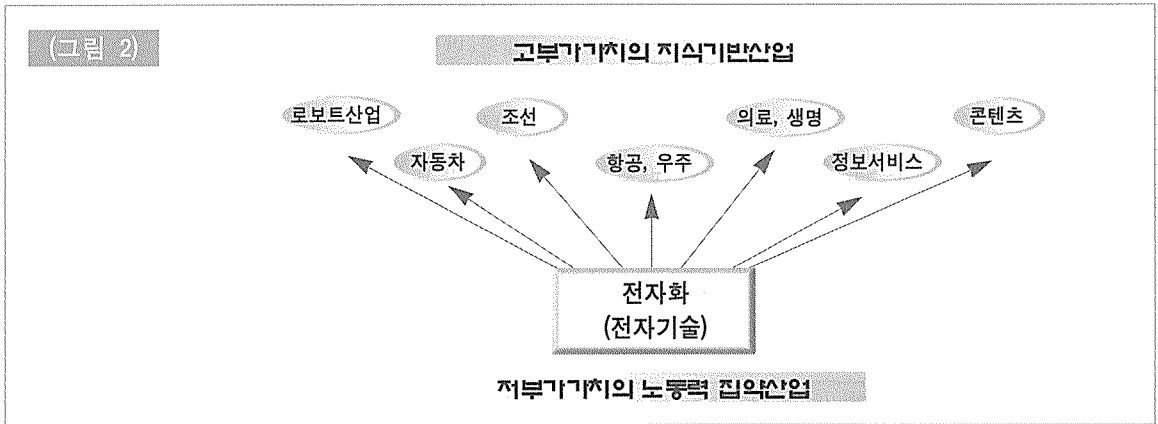 (그림 2)
고부가가치의 지식기반산업
로보트산업
조선
의료, 생명
콘텐츠
자동차
항공, 우주
정보서비스
전자화
(전자기술)
저부가가치의 노동력 집약산업